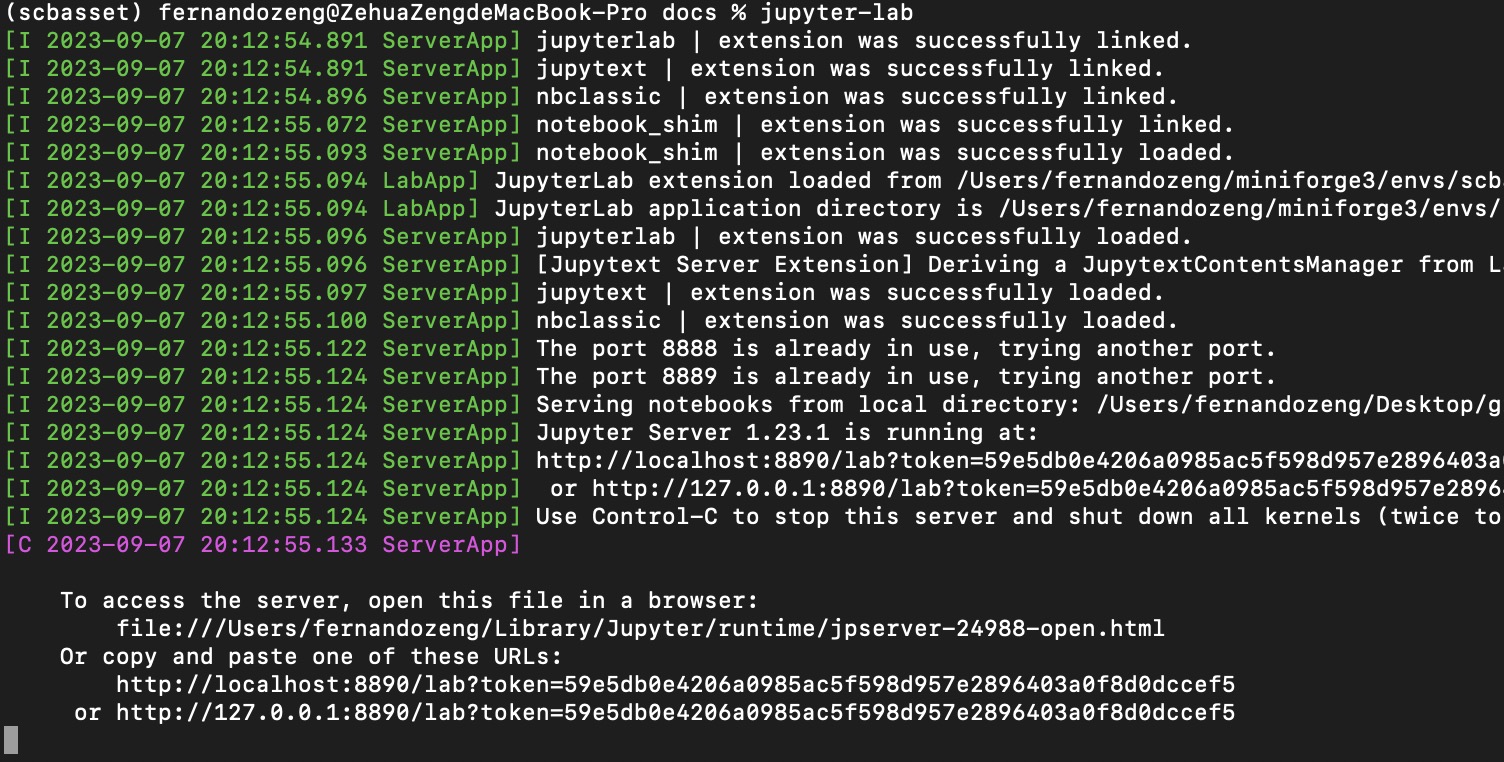 (scbasset) fernandozeng@ZehuaZengdeMacBook-Pro docs % jupyter-lab
[I 2023-09-07 20:12:54.891 ServerApp] jupyterlab | extension was successfully linked.
[I 2023-09-07 20:12:54.891 ServerApp] jupytext | extension was successfully linked.
[I 2023-09-07 20:12:54.896 ServerApp] nbclassic | extension was successfully linked.
[I 2023-09-07 20:12:55.072 ServerApp] notebook_shim | extension was successfully linked.
[I 2023-09-07 20:12:55.093 ServerApp] notebook_shim | extension was successfully loaded.
[I 2023-09-07 20:12:55.094 LabApp] JupyterLab extension loaded from /Users/fernandozeng/miniforge3/envs/scb
[I 2023-09-07 20:12:55.094 LabApp] JupyterLab application directory is /Users/fernandozeng/miniforge3/envs/
[I 2023-09-07 20:12:55.096 ServerApp] jupyterlab | extension was successfully loaded.
[I 2023-09-07 20:12:55.096 ServerApp] [Jupytext Server Extension] Deriving a JupytextContentsManager from L
[I 2023-09-07 20:12:55.097 ServerApp] jupytext | extension was successfully loaded.
[I 2023-09-07 20:12:55.100 ServerApp] nbclassic | extension was successfully loaded.
[I 2023-09-07 20:12:55.122 ServerApp] The port 8888 is already in use, trying another port.
[I 2023-09-07 20:12:55.124 ServerApp] The port 8889 is already in use, trying another port.
[I 2023-09-07 20:12:55.124 ServerApp] Serving notebooks from local directory: /Users/fernandozeng/Desktop/g
[I 2023-09-07 20:12:55.124 ServerApp] Jupyter Server 1.23.1 is running at:
[I 2023-09-07 20:12:55.124 ServerApp] http://localhost:8890/lab?token=59e5db0e4206a0985ac5f598d957e2896403a
[I 2023-09-07 20:12:55.124 ServerApp]  or http://127.0.0.1:8890/lab?token=59e5db0e4206a0985ac5f598d957e2896
[I 2023-09-07 20:12:55.124 ServerApp] Use Control-C to stop this server and shut down all kernels (twice to
[C 2023-09-07 20:12:55.133 ServerApp]
To access the server, open this file in a browser:
file:///Users/fernandozeng/Library/Jupyter/runtime/jpserver-24988-open.html
Or copy and paste one of these URLs:
http://localhost:8890/lab?token=59e5db0e4206a0985ac5f598d957e2896403a0f8d0dccef5
or http://127.0.0.1:8890/lab?token=59e5db0e4206a0985ac5f598d957e2896403a0f8d0dccef5